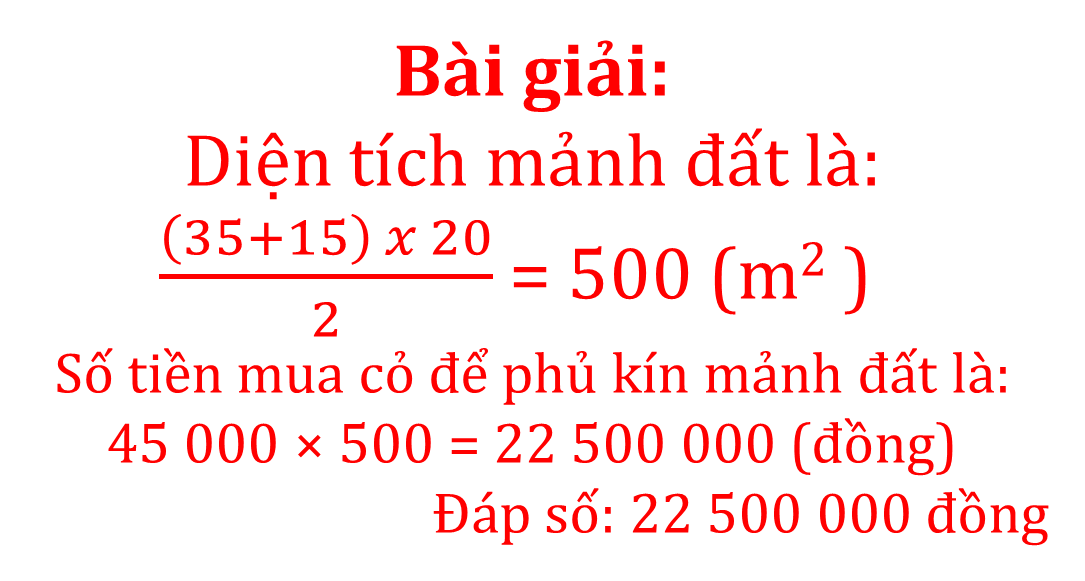 Bài giải:
Diện tích mảnh đất là:
(35+15) x 20 / 2 = 500 (m² )
Số tiền mua cỏ để phủ kín mảnh đất là:
45 000 × 500 = 22 500 000 (đồng)
Đáp số: 22 500 000 đồng